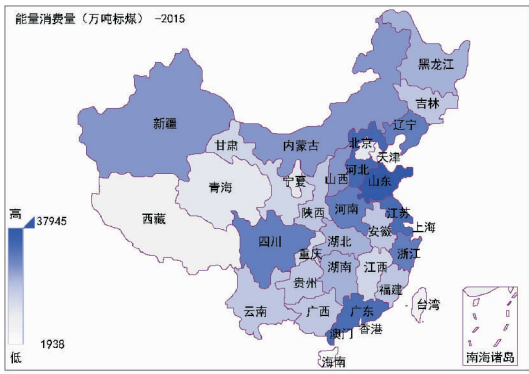 能量消费量（万吨标煤） -2015
黑龙江
吉林
辽宁
新疆
内蒙古
北京
天津
甘肃
河北
宁夏
山西
山东
青海
陕西
河南
江苏
西藏
安徽
上海
四川
湖北
重庆
浙江
湖南
江西
贵州
福建
云南
广西
广东
台湾
澳门
香港
海南
南海诸岛
高
37945
1938
低